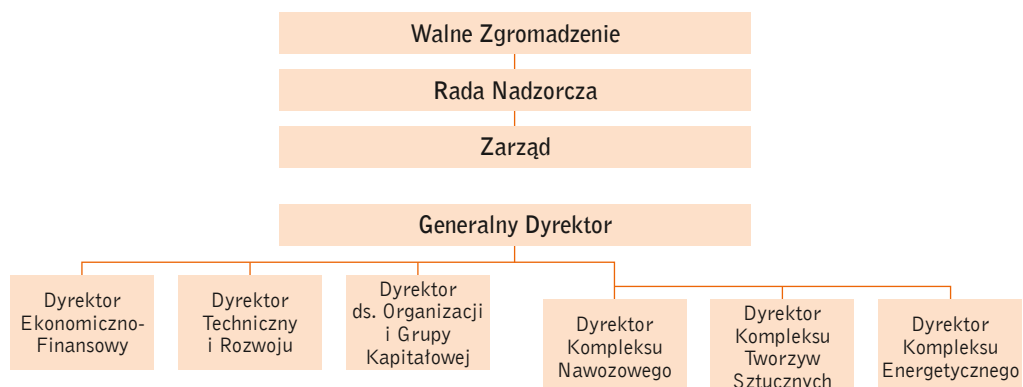 Walne Zgromadzenie
Rada Nadzorcza
Zarząd
Generalny Dyrektor
Dyrektor
Ekonomiczno-
Finansowy
Dyrektor
Techniczny
i Rozwoju
Dyrektor
ds. Organizacji
i Grupy
Kapitałowej
Dyrektor
Kompleksu
Nawozowego
Dyrektor
Kompleksu
Tworzyw
Sztucznych
Dyrektor
Kompleksu
Energetycznego